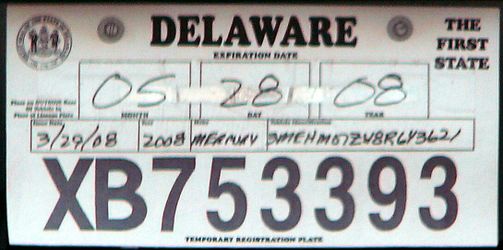 DELAWARE
THE FIRST STATE
EXPIRATION DATE
05 28 08
MONTH DAY YEAR
3/29/08 2008 MERCURY
XB753393
TEMPORARY REGISTRATION PLATE